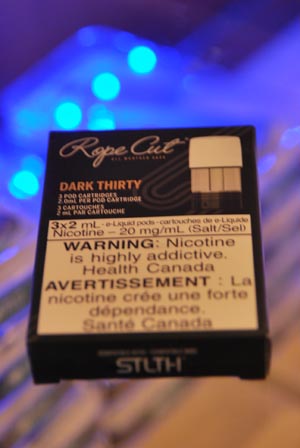 Rope Cut
ALL WEATHER VAPE
DARK THIRTY
3 POD CARTRIDGES
2.0mL PER POD CARTRIDGE
3 CARTOUCHES
2 mL PAR CARTOUCHE
3x2 mL - e-Liquid pods - cartouches de e-Liquide
Nicotine - 20 mg/mL (Salt/Sel)
WARNING: Nicotine
is highly addictive.
Health Canada
AVERTISSEMENT : La
nicotine crée une forte
dépendance.
Santé Canada
STLTH